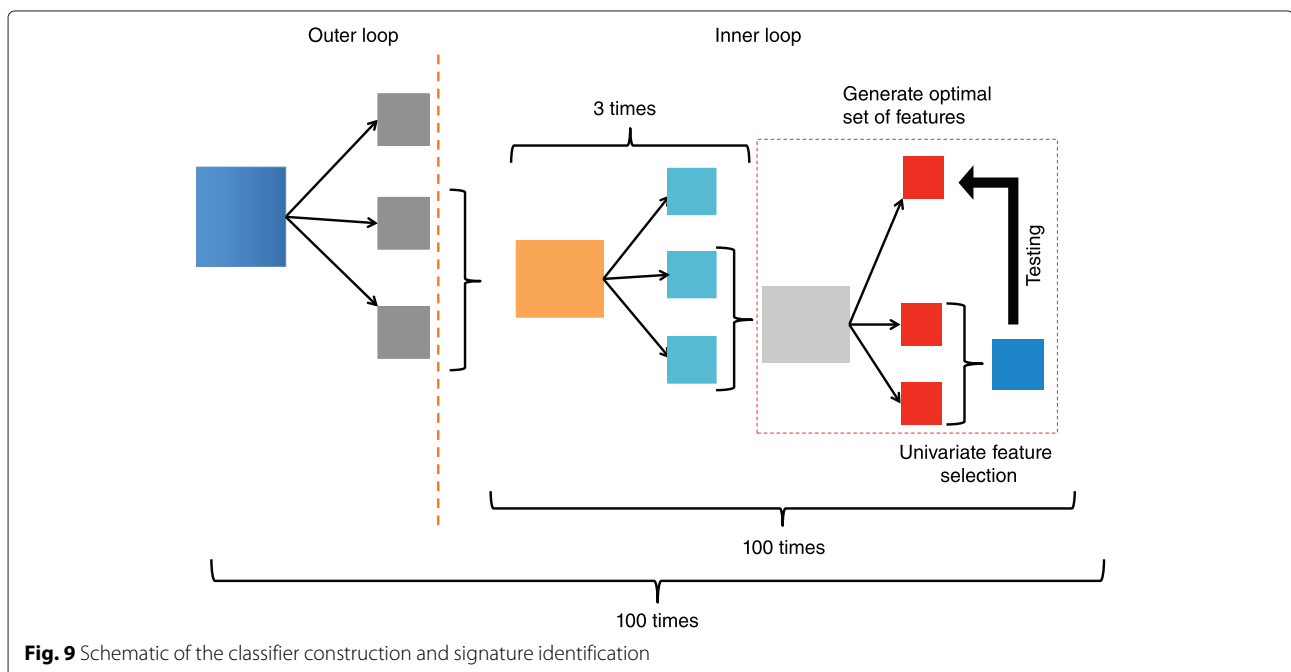 Outer loop
Inner loop
3 times
Generate optimal
set of features
Testing
Univariate feature
selection
100 times
100 times
Fig. 9 Schematic of the classifier construction and signature identification